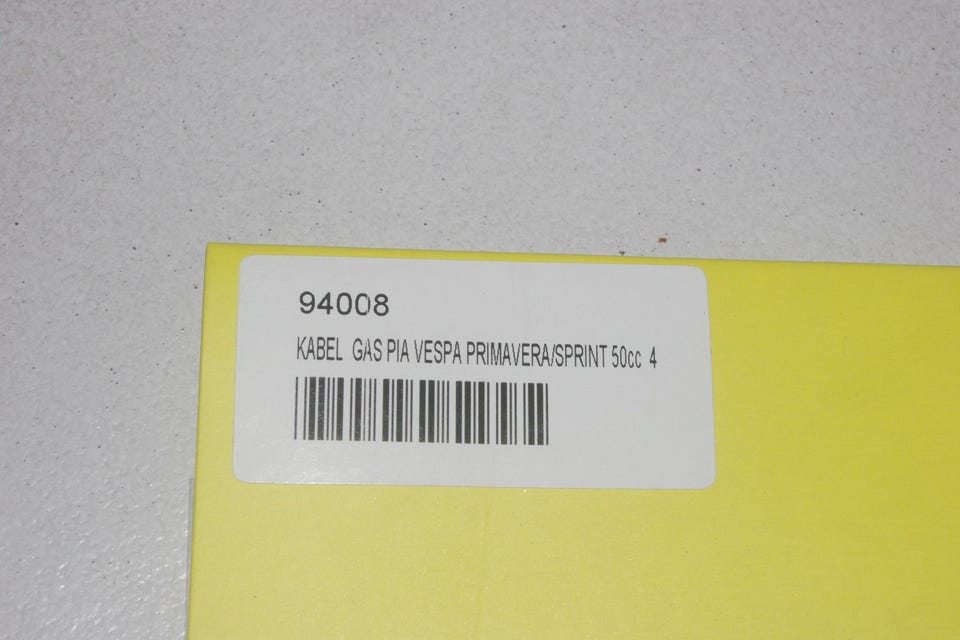 94008
KABEL GAS PIA VESPA PRIMAVERA/SPRINT 50cc 4